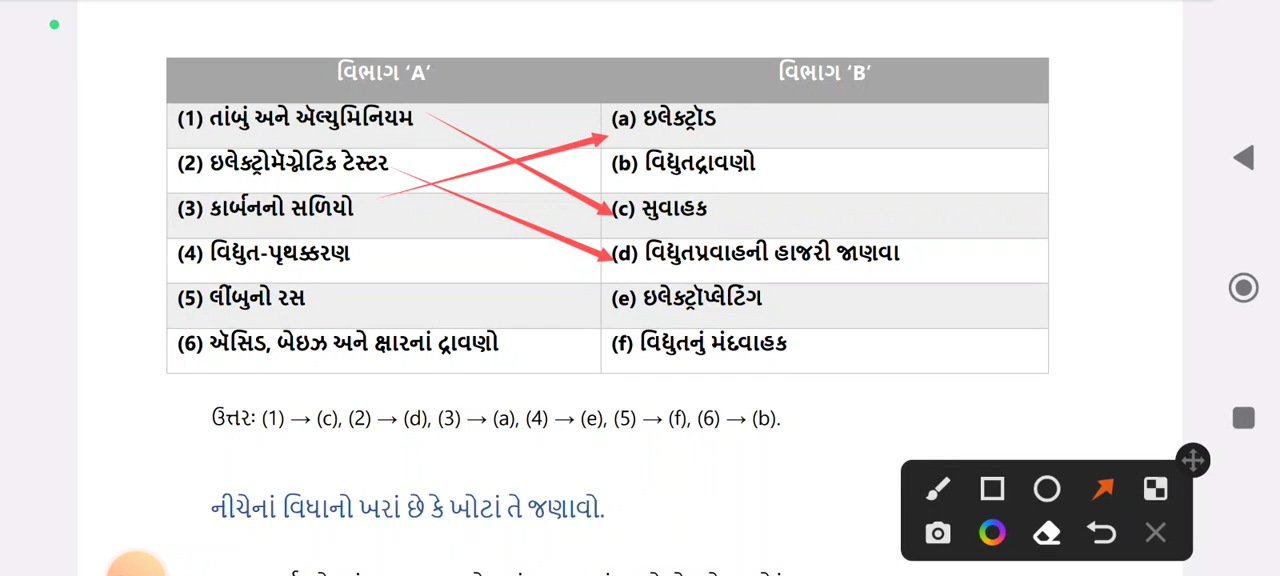 વિભાગ ‘A’ વિભાગ ‘B’
(1) તાંબું અને ઍલ્યુમિનિયમ (a) ઇલેક્ટ્રૉડ
(2) ઇલેક્ટ્રોમૅગ્નેટિક ટેસ્ટર (b) વિદ્યુતદ્રાવણો
(3) કાર્બનનો સળિયો (c) સુવાહક
(4) વિદ્યુત-પૃથક્કરણ (d) વિદ્યુતપ્રવાહની હાજરી જાણવા
(5) લીંબુનો રસ (e) ઇલેક્ટ્રૉપ્લેટિંગ
(6) ઍસિડ, બેઇઝ અને ક્ષારનાં દ્રાવણો (f) વિદ્યુતનું મંદવાહક
ઉત્તરઃ (1) → (c), (2) → (d), (3) → (a), (4) → (e), (5) → (f), (6) → (b).
નીચેનાં વિધાનો ખરાં છે કે ખોટાં તે જણાવો.